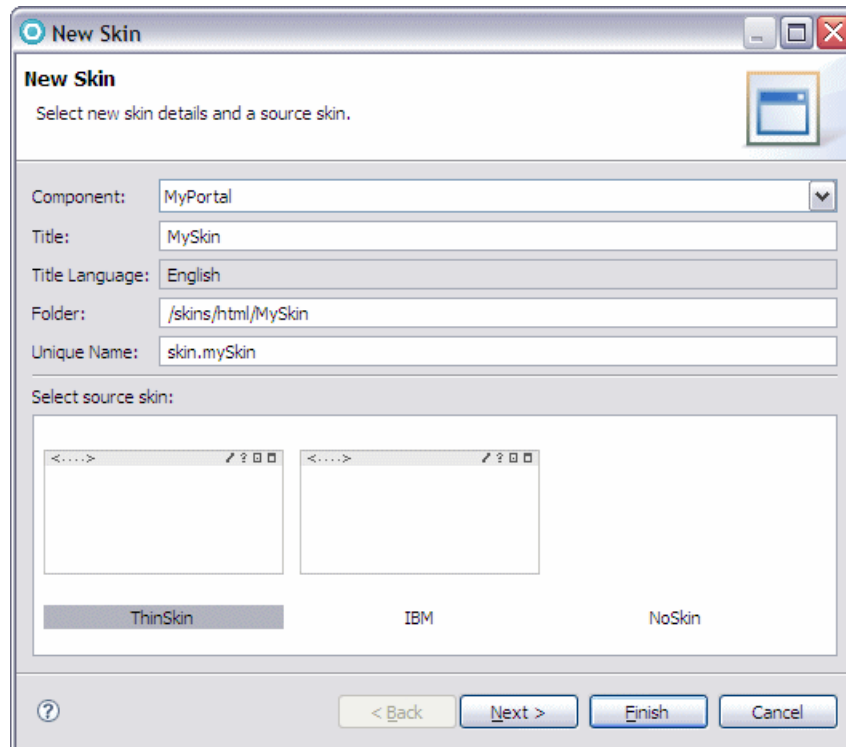 New Skin
New Skin
Select new skin details and a source skin.
Component: MyPortal
Title: MySkin
Title Language: English
Folder: /skins/html/MySkin
Unique Name: skin.mySkin
Select source skin:
<....> <....>
ThinSkin IBM NoSkin
? < Back Next > Finish Cancel